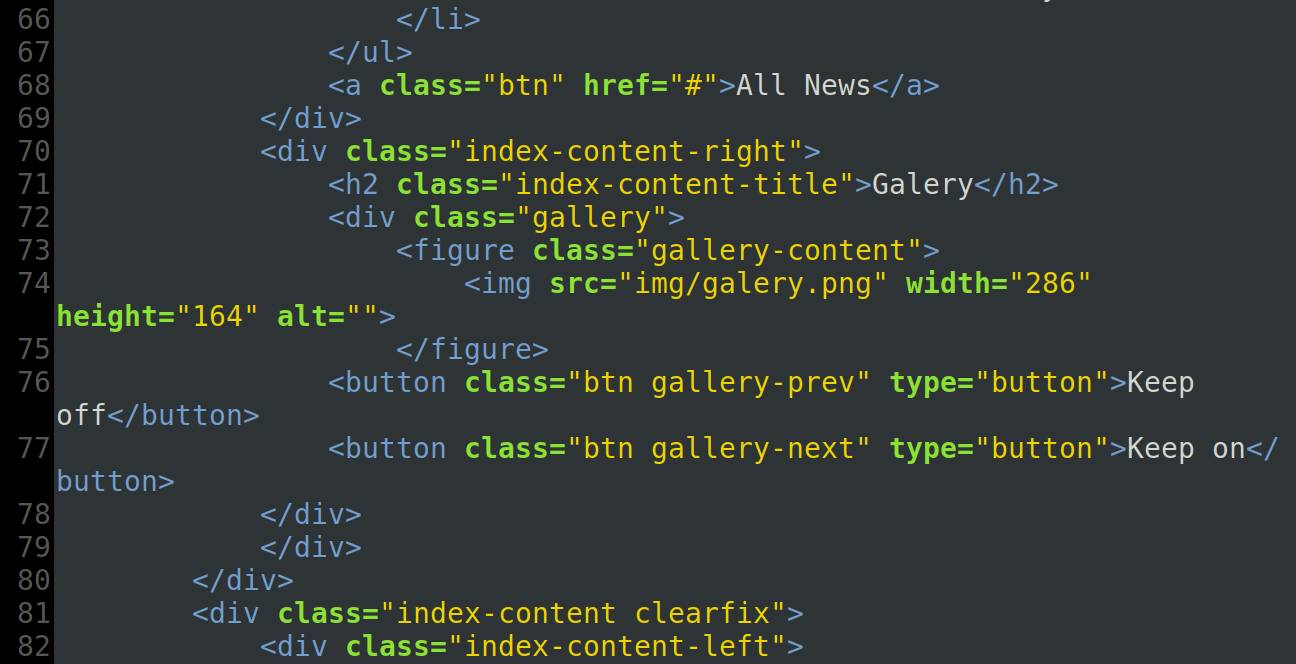 66 </li>
67 </ul>
68 <a class="btn" href="#">All News</a>
69 </div>
70 <div class="index-content-right">
71 <h2 class="index-content-title">Galery</h2>
72 <div class="gallery">
73 <figure class="gallery-content">
74 <img src="img/galery.png" width="286"
height="164" alt="">
75 </figure>
76 <button class="btn gallery-prev" type="button">Keep
off</button>
77 <button class="btn gallery-next" type="button">Keep on</
button>
78 </div>
79 </div>
80 </div>
81 <div class="index-content clearfix">
82 <div class="index-content-left">